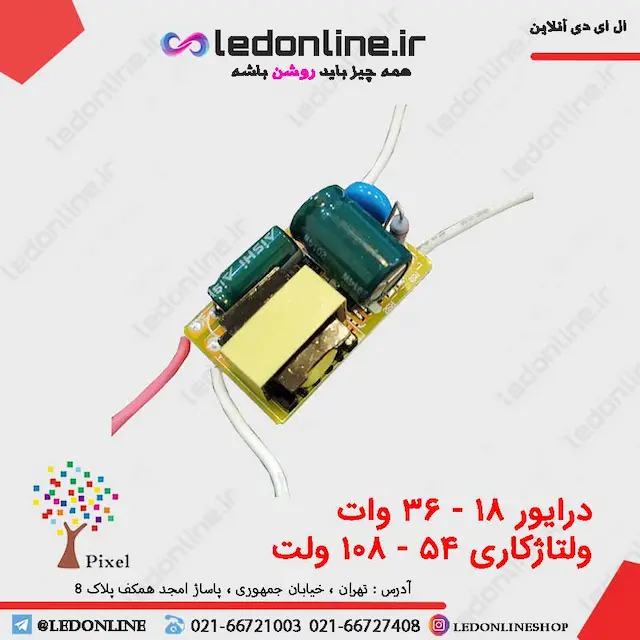 ledonline.ir
ال ای دی آنلاین
همه چیز باید روشن باشه
AiSHi
درایور ۱۸ - ۳۶ وات
ولتاژکاری ۵۴ - ۱۰۸ ولت
Pixel
آدرس : تهران ، خیابان جمهوری ، پاساژ امجد همکف پلاک 8
@LEDONLINE 021-66721003 021-66727408 LEDONLINESHOP